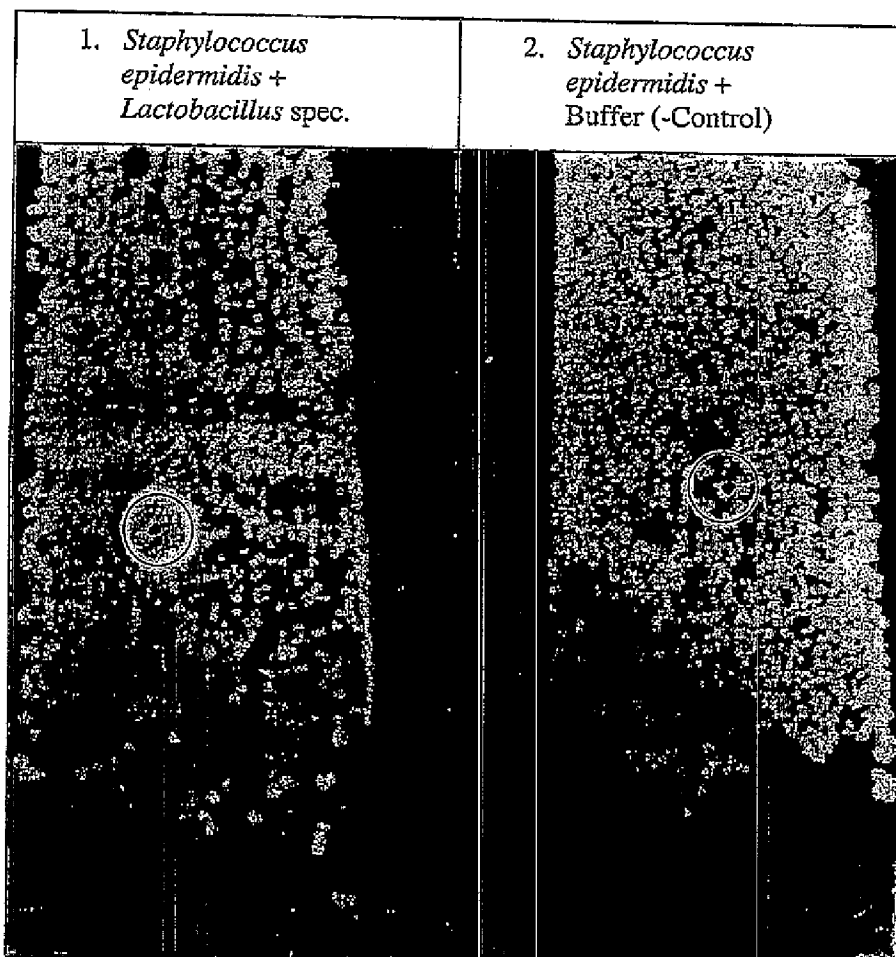 1. Staphylococcus
epidermidis +
Lactobacillus spec.
2. Staphylococcus
epidermidis +
Buffer (-Control)